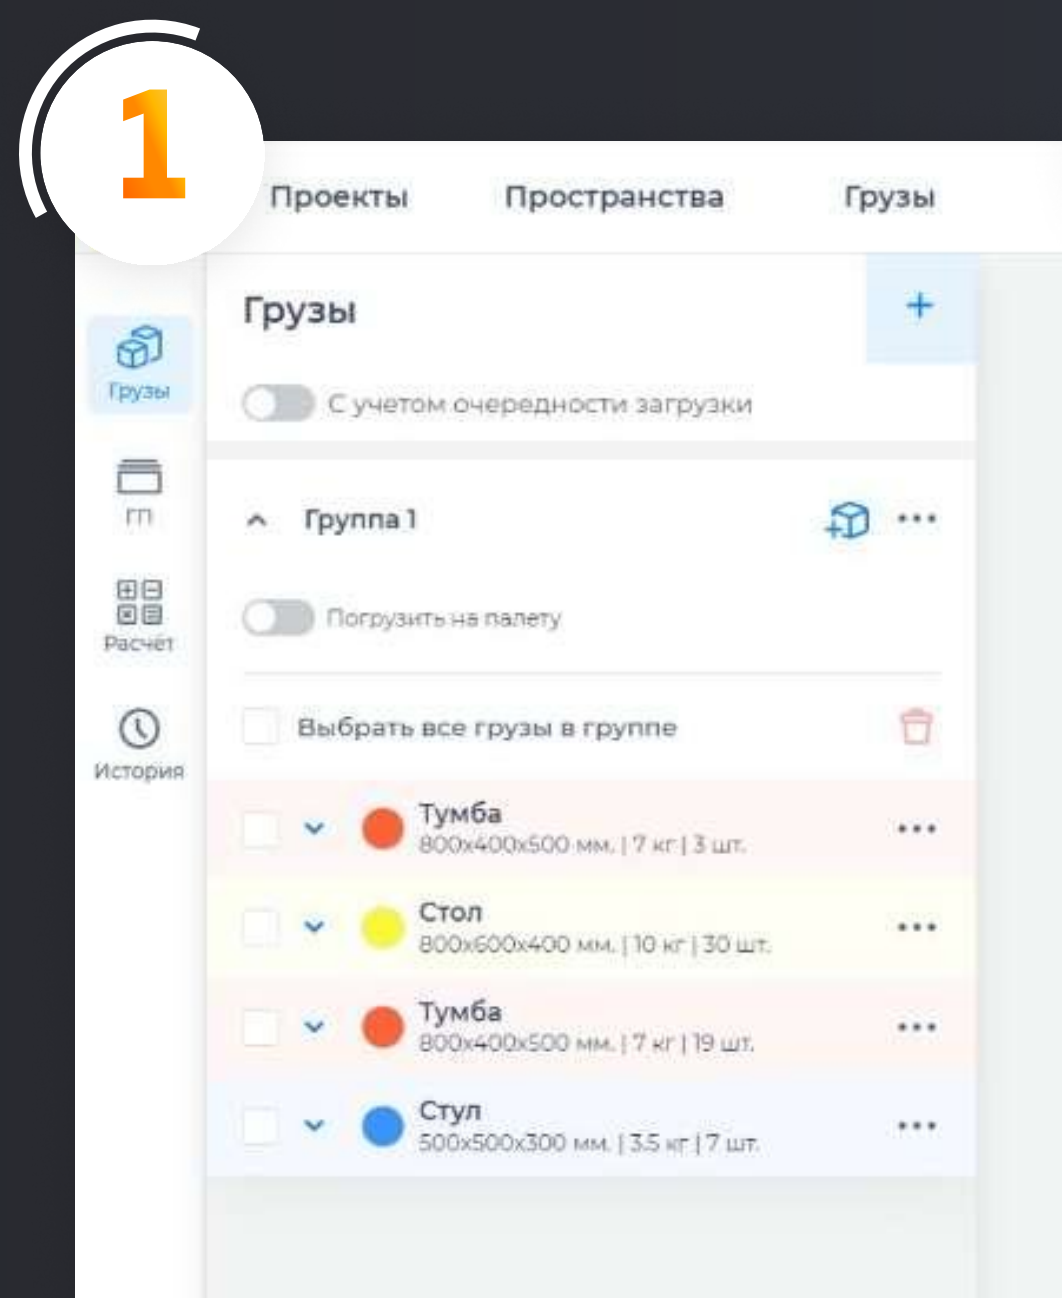 1
Проекты Пространства Грузы
Грузы
+
Грузы
С учетом очередности загрузки
ГП
Группа 1
Расчёт
Погрузить на палету
История
Выбрать все грузы в группе
Тумба
800x400x500 мм. | 7 кг | 3 шт.
Стол
800x600x400 мм. | 10 кг | 30 шт.
Тумба
800x400x500 мм. | 7 кг | 19 шт.
Стул
500x500x300 мм. | 3.5 кг | 7 шт.